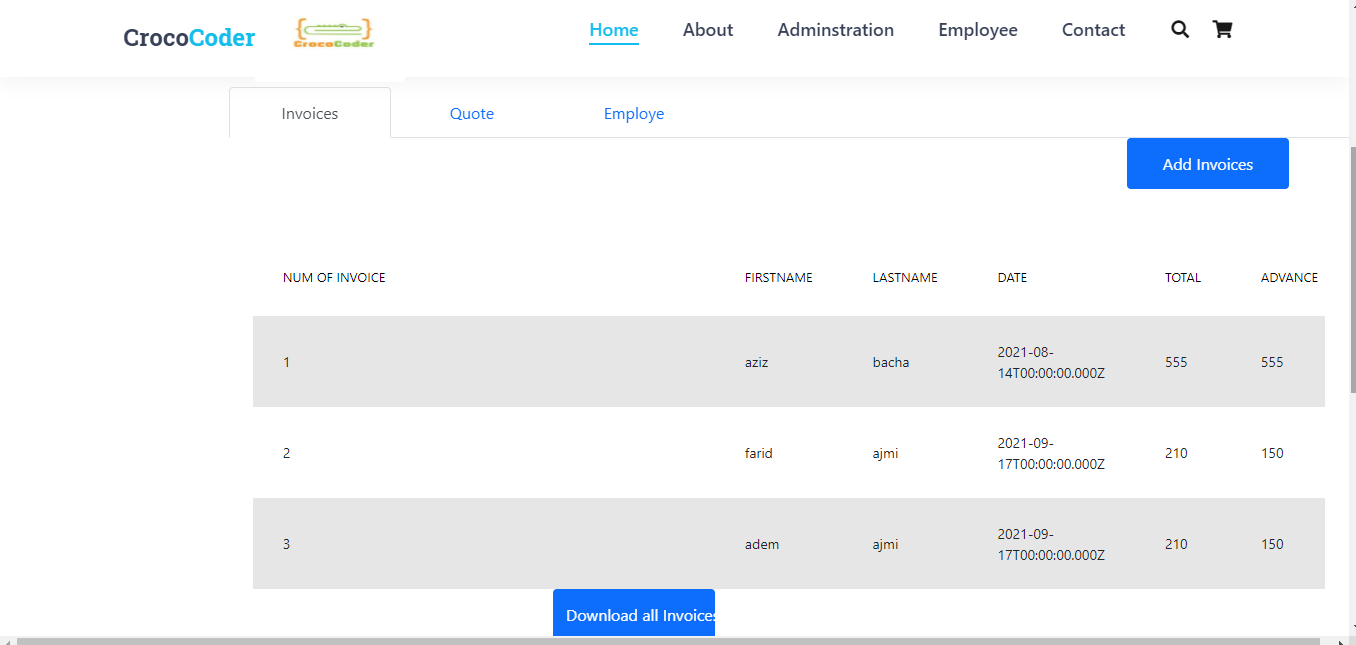 CrocoCoder
CrocoCoder
Home About Adminstration Employee Contact
Invoices Quote Employe
Add Invoices
NUM OF INVOICE FIRSTNAME LASTNAME DATE TOTAL ADVANCE
1 aziz bacha 2021-08-
14T00:00:00.000Z 555 555
2 farid ajmi 2021-09-
17T00:00:00.000Z 210 150
3 adem ajmi 2021-09-
17T00:00:00.000Z 210 150
Download all Invoices